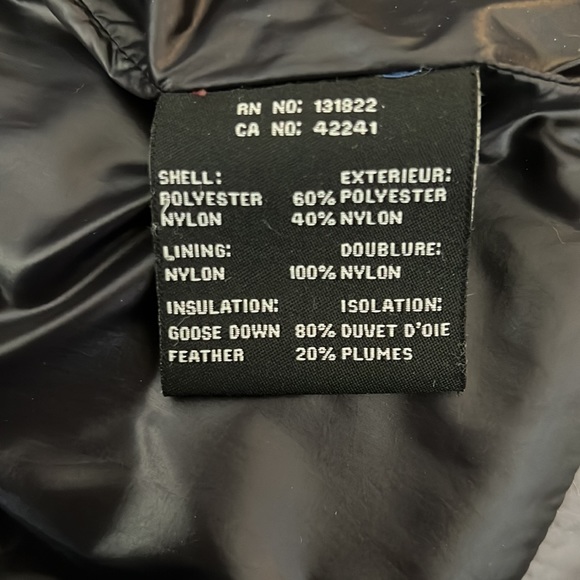 RN NO: 131822
CA NO: 42241
SHELL: EXTERIEUR:
POLYESTER 60% POLYESTER
NYLON 40% NYLON
LINING: DOUBLURE:
NYLON 100% NYLON
INSULATION: ISOLATION:
GOOSE DOWN 80% DUVET D'OIE
FEATHER 20% PLUMES